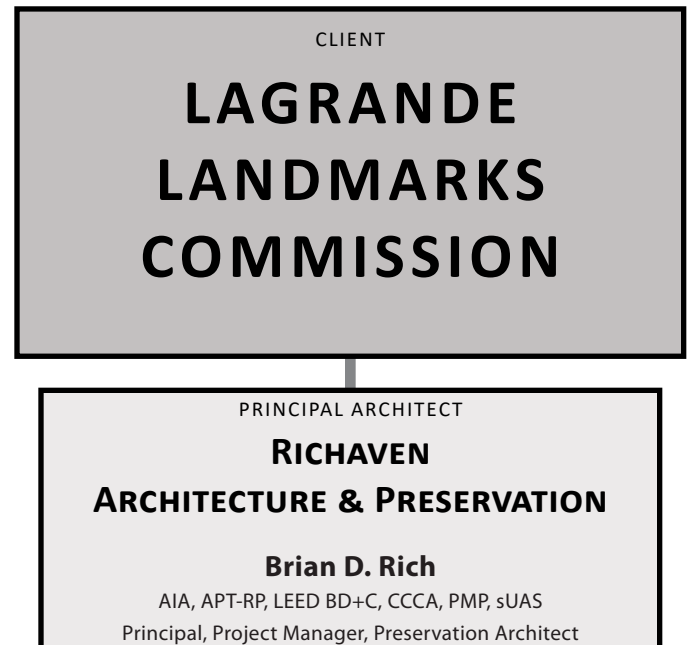 CLIENT
LAGRANDE
LANDMARKS
COMMISSION
PRINCIPAL ARCHITECT
RICHAVEN
ARCHITECTURE & PRESERVATION
Brian D. Rich
AIA, APT-RP, LEED BD+C, CCCA, PMP, sUAS
Principal, Project Manager, Preservation Architect